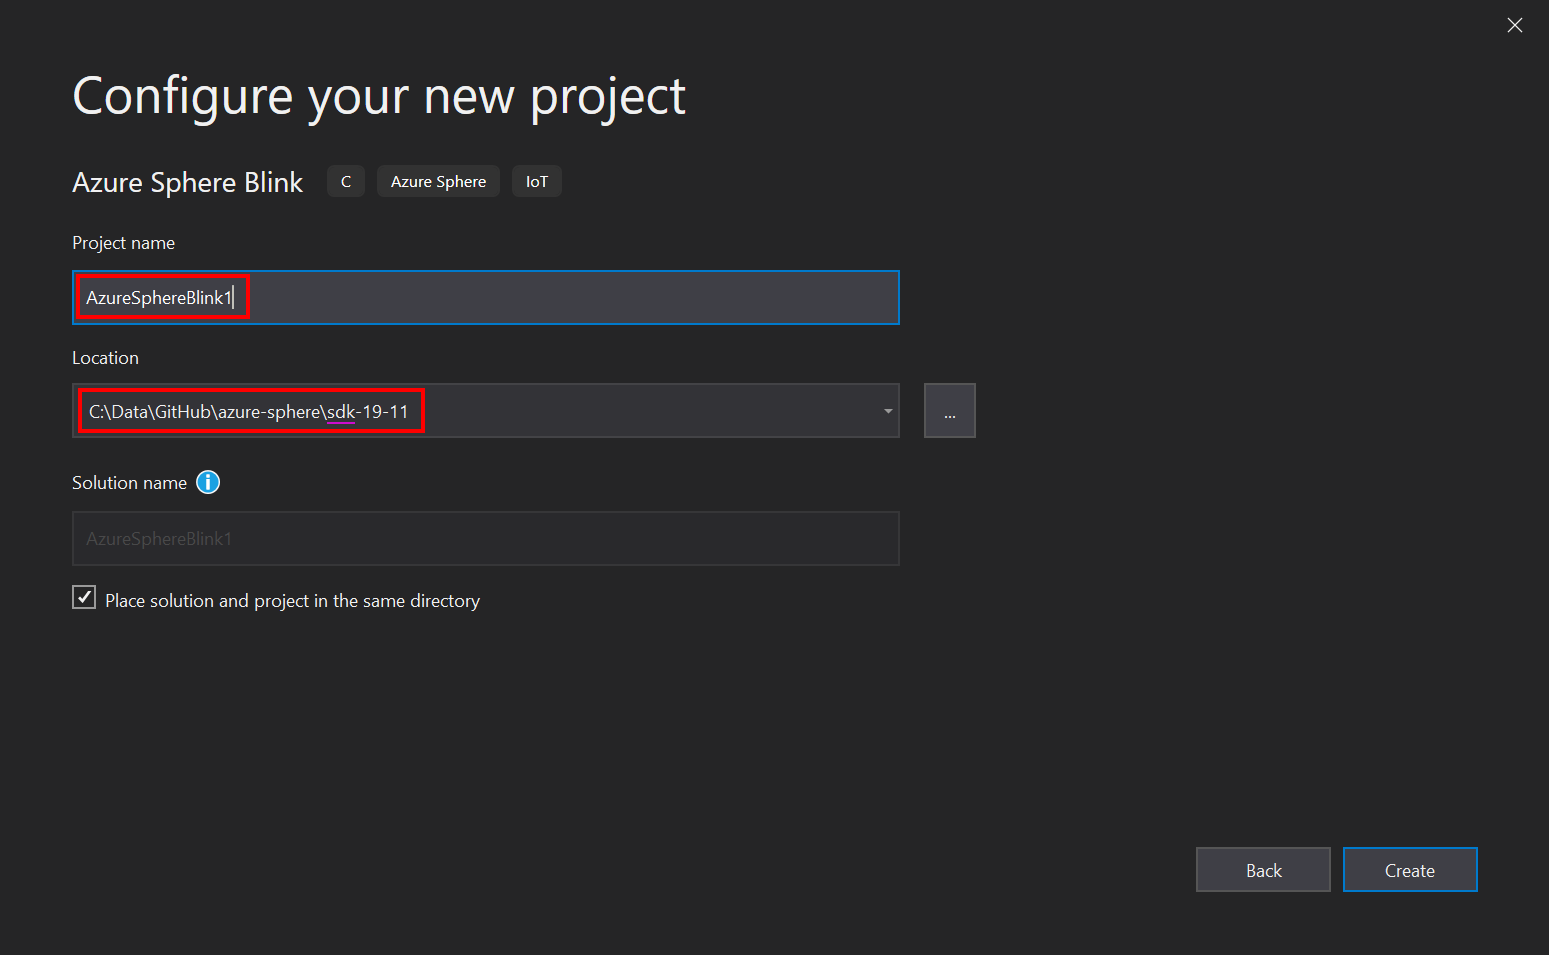 Configure your new project
Azure Sphere Blink C Azure Sphere IoT
Project name
AzureSphereBlink1
Location
C:\Data\GitHub\azure-sphere\sdk-19-11
...
Solution name
AzureSphereBlink1
Place solution and project in the same directory
Back Create